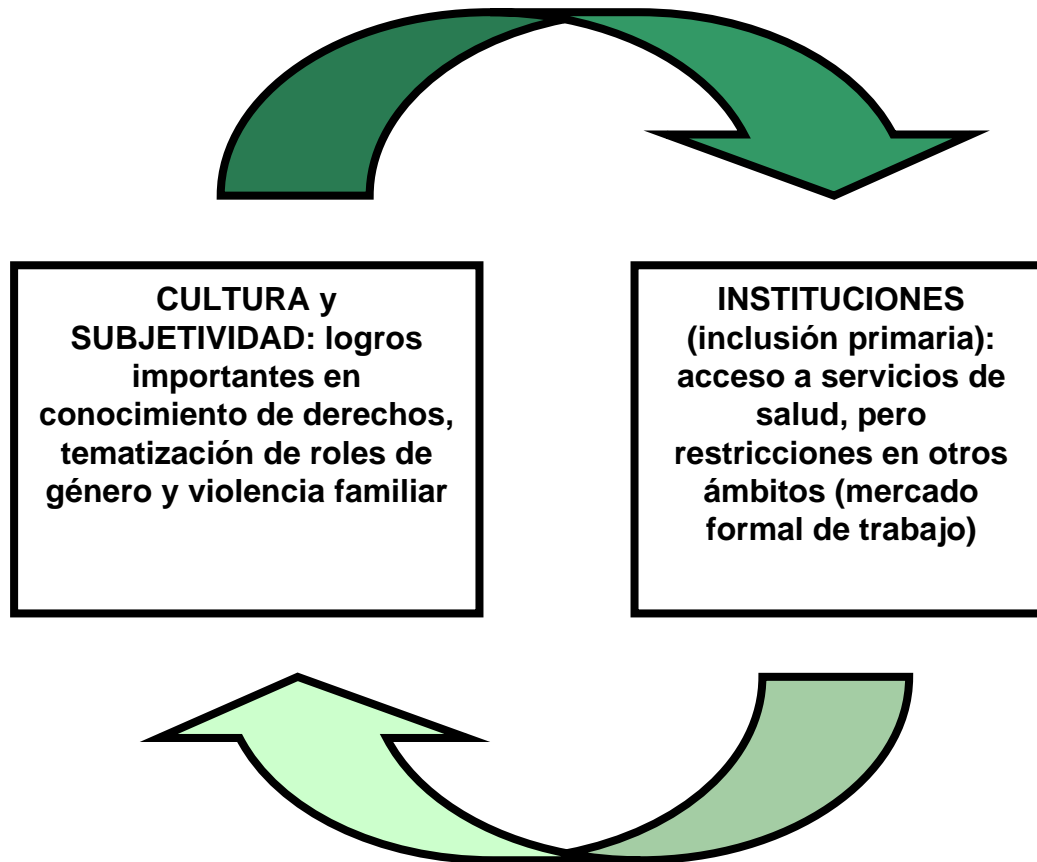 CULTURA y
SUBJETIVIDAD: logros
importantes en
conocimiento de derechos,
tematización de roles de
género y violencia familiar
INSTITUCIONES
(inclusión primaria):
acceso a servicios de
salud, pero
restricciones en otros
ámbitos (mercado
formal de trabajo)